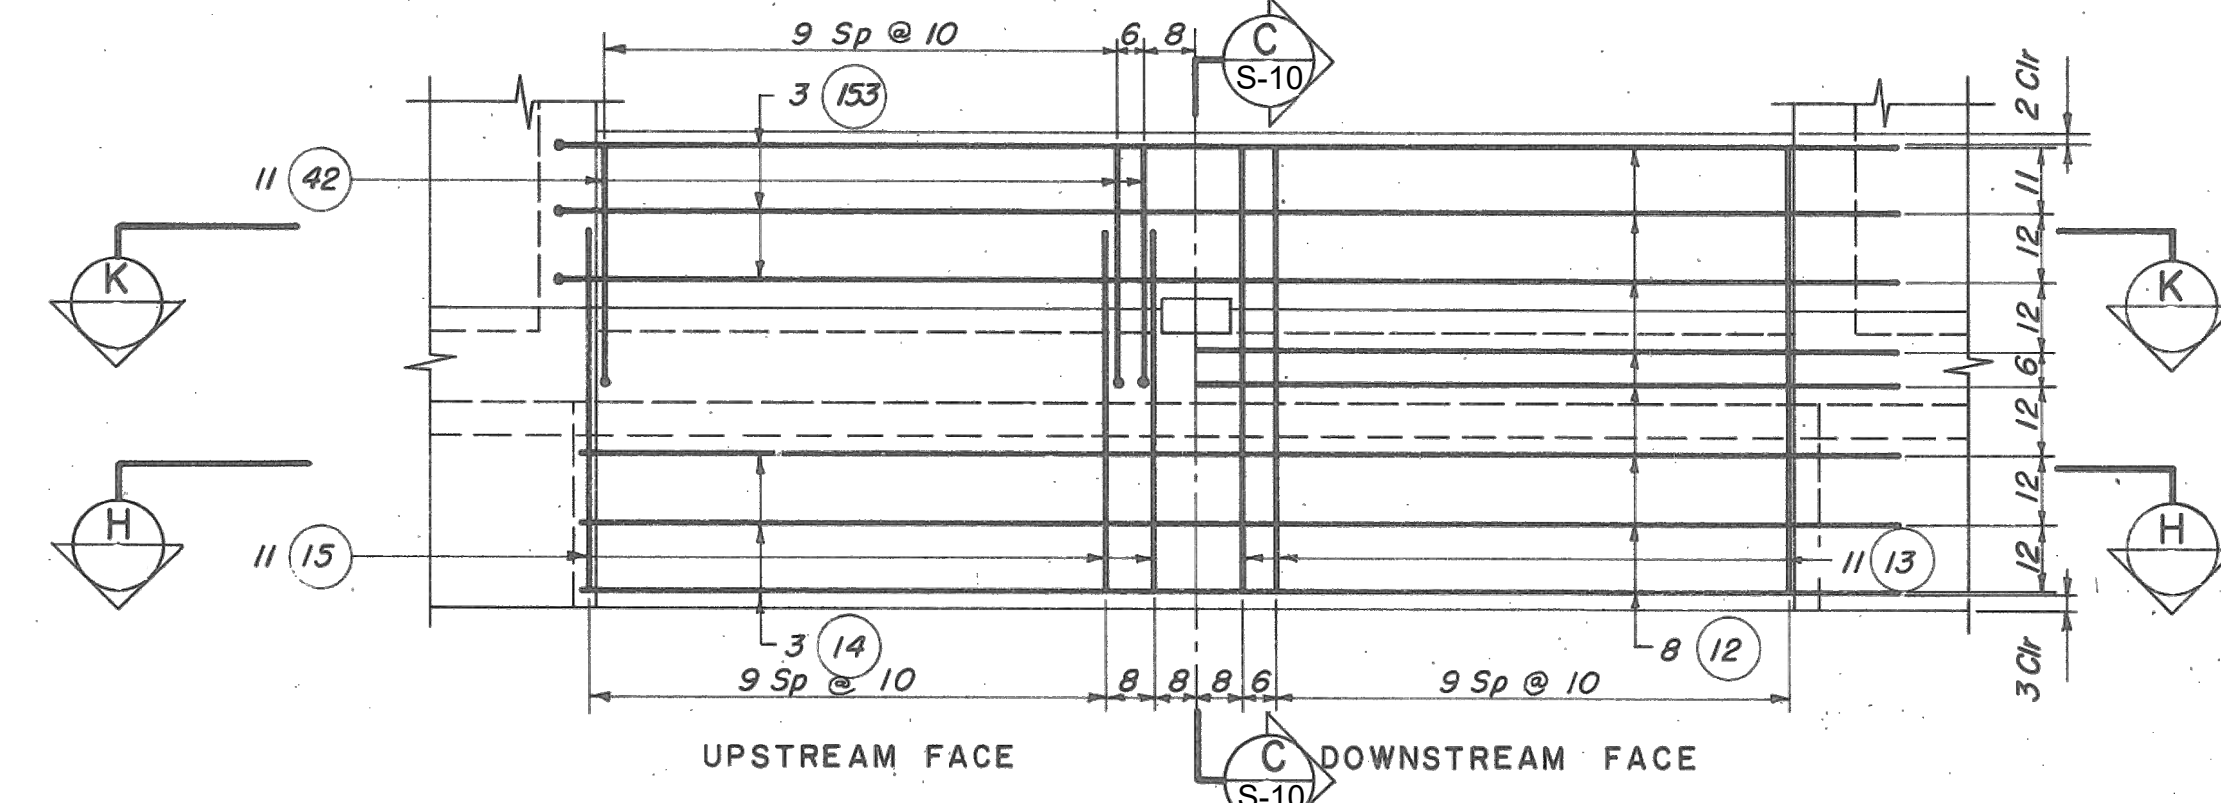 9 Sp @ 10 6 8
C
S-10
3 153
2 Clr
11 42
11
K
12
K
12
6
12
H
12
H
11 15
11 13
12
3 14
8 12
9 Sp @ 10 8 8 8 6 9 Sp @ 10
3 Clr
UPSTREAM FACE
C
DOWNSTREAM FACE
S-10